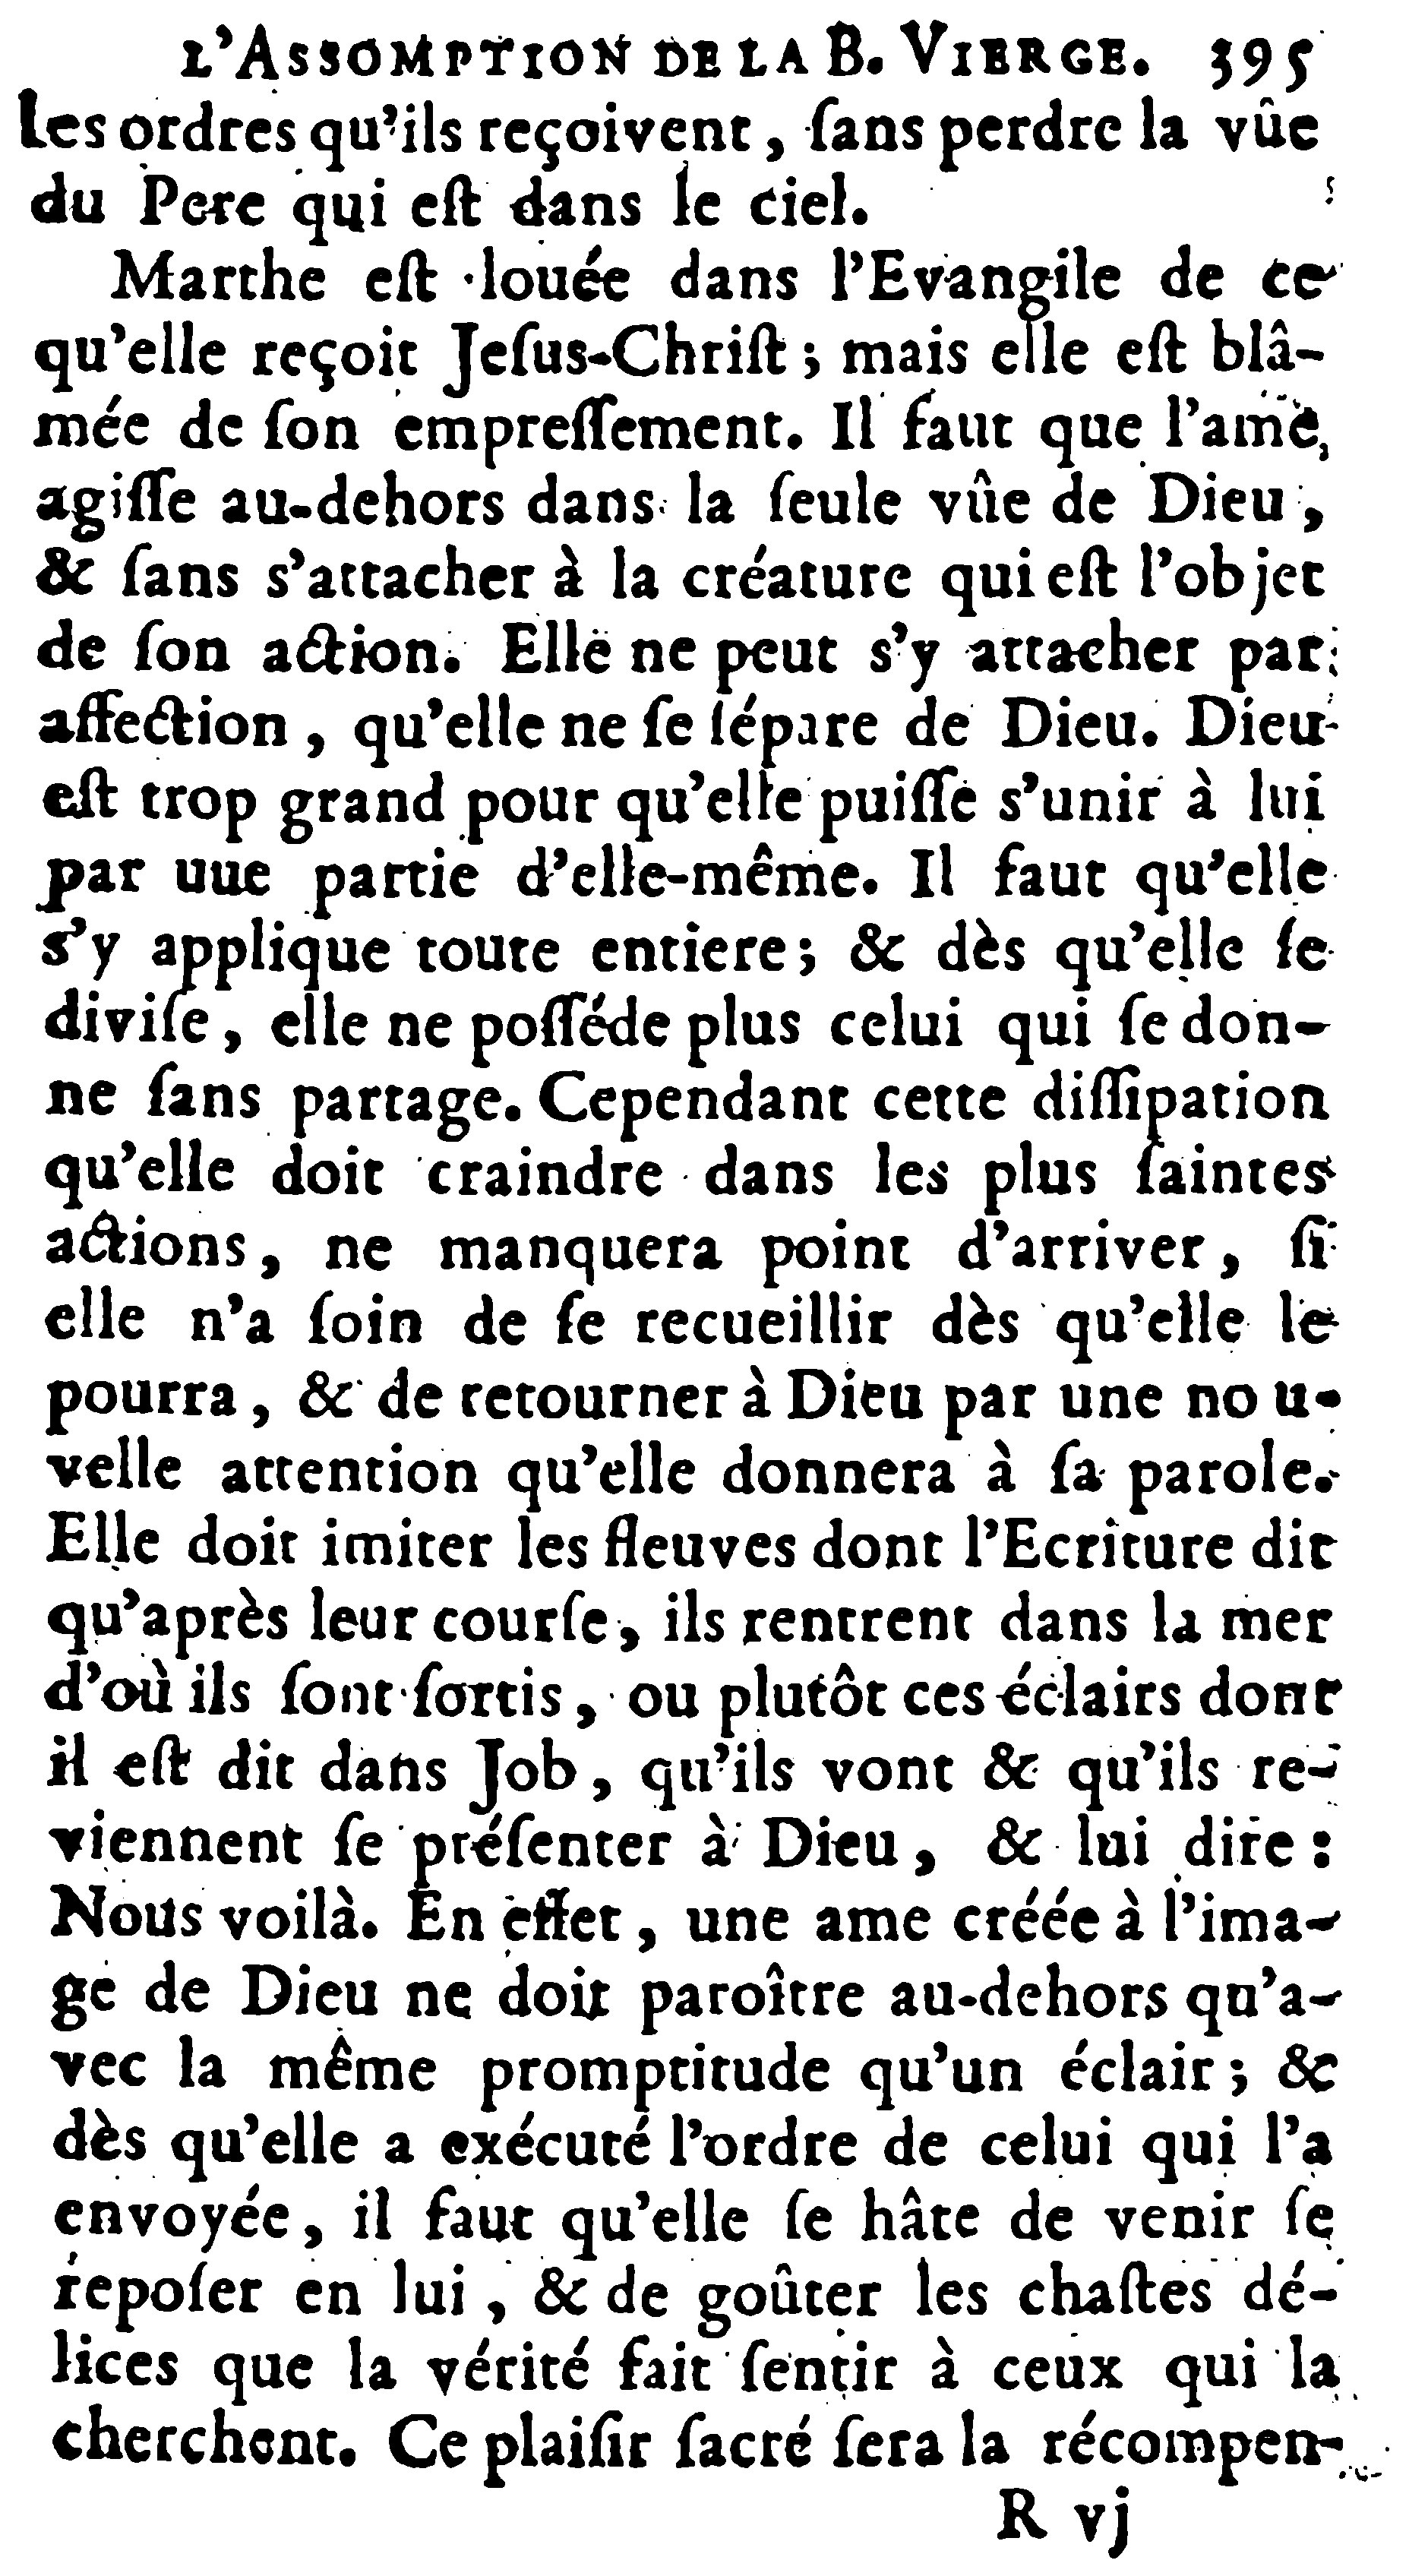 L'ASSOMPTION DE LA B. VIERGE. 395
les ordres qu'ils reçoivent, ſans perdre la vûe
du Pere qui eſt dans le ciel.
Marthe eſt louée dans l'Evangile de ce
qu'elle reçoit Jeſus-Chriſt; mais elle eſt blâ-
mée de ſon empreſſement. Il faut que l'ame,
agiſſe au-dehors dans la ſeule vûe de Dieu,
& ſans s'attacher à la créature qui eſt l'objet
de ſon action. Elle ne peut s'y attacher par
affection, qu'elle ne ſe ſépare de Dieu. Dieu
eſt trop grand pour qu'elle puiſſe s'unir à lui
par uue partie d'elle-même. Il faut qu'elle
s'y applique toute entiere; & dès qu'elle ſe
diviſe, elle ne poſſéde plus celui qui ſe don-
ne ſans partage. Cependant cette diſſipation
qu'elle doit craindre dans les plus ſaintes
actions, ne manquera point d'arriver, ſi
elle n'a ſoin de ſe recueillir dès qu'elle le
pourra, & de retourner à Dieu par une nou-
velle attention qu'elle donnera à ſa parole.
Elle doit imiter les fleuves dont l'Ecriture dit
qu'après leur courſe, ils rentrent dans la mer
d'où ils ſont ſortis, ou plutôt ces éclairs dont
il eſt dit dans Job, qu'ils vont & qu'ils re-
viennent ſe préſenter à Dieu, & lui dire:
Nous voilà. En effet, une ame créée à l'ima-
ge de Dieu ne doit paroître au-dehors qu'a-
vec la même promptitude qu'un éclair; &
dès qu'elle a exécuté l'ordre de celui qui l'a
envoyée, il faut qu'elle ſe hâte de venir ſe
repoſer en lui, & de goûter les chaſtes dé-
lices que la vérité fait ſentir à ceux qui la
cherchent. Ce plaiſir ſacré ſera la récompen-
R vj